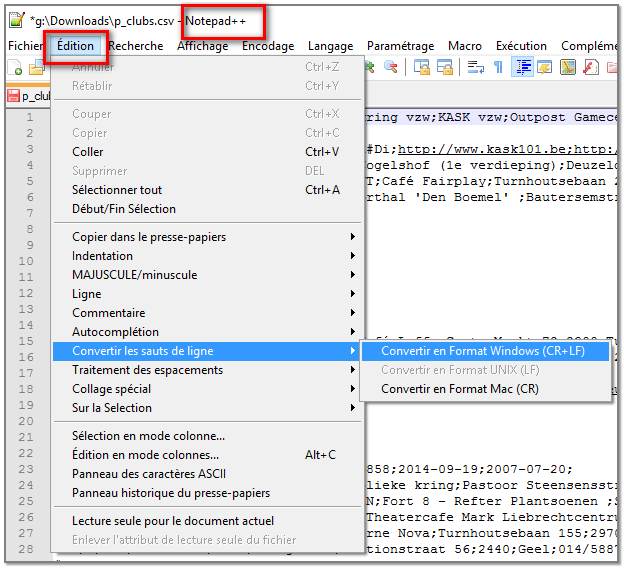 *g:\Downloads\p_clubs.csv - Notepad++
Fichier Édition Recherche Affichage Encodage Langage Paramétrage Macro Exécution Complém
Annuler Ctrl+Z
Rétablir Ctrl+Y
p_clu
Couper Ctrl+X
1 ring vzw;KASK vzw;Outpost Gamece
Copier Ctrl+C
2
Coller Ctrl+V
3 #Di;http://www.kask101.be;http:/
Supprimer DEL
4 ogelshof (1e verdieping);Deuzeld
Sélectionner tout Ctrl+A
5 T;Café Fairplay;Turnhoutsebaan 2
Début/Fin Sélection
6 rthal 'Den Boemel' ;Bautersemstr
7
8
Copier dans le presse-papiers
9
Indentation
10
MAJUSCULE/minuscule
11
Ligne
12
Commentaire
13
Autocomplétion
14
15
Convertir les sauts de ligne Convertir en Format Windows (CR+LF)
16
Traitement des espacements Convertir en Format UNIX (LF)
17
Collage spécial Convertir en Format Mac (CR)
18
Sur la Selection
19
20
Sélection en mode colonne...
21
Édition en mode colonnes... Alt+C
22
Panneau des caractères ASCII
23 858;2014-09-19;2007-07-20;
Panneau historique du presse-papiers
24 lieke kring;Pastoor Steensensstr
25 N;Fort 8 - Refter Plantsoenen ;S
Lecture seule pour le document actuel
26 Theatercafe Mark Liebrechtcentru
Enlever l'attribut de lecture seule du fichier
27 rne Nova;Turnhoutsebaan 155;2970
28 tionstraat 56;2440;Geel;014/5887